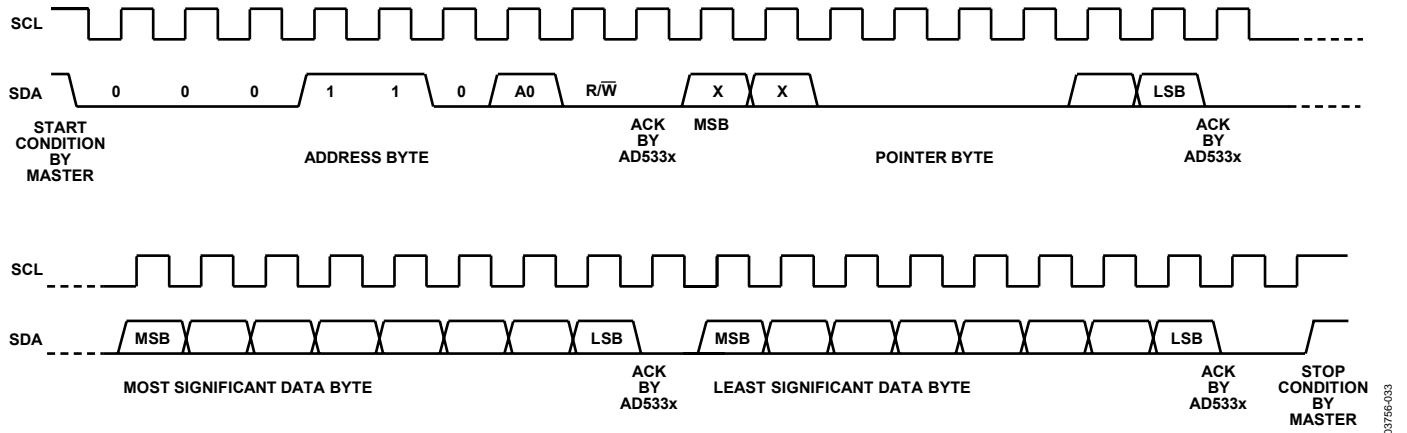 SCL
SDA 0 0 0 1 1 0 A0 R/W̅ X X LSB
START CONDITION BY MASTER
ADDRESS BYTE
ACK BY AD533x
MSB
POINTER BYTE
ACK BY AD533x
SCL
SDA MSB LSB MSB LSB
MOST SIGNIFICANT DATA BYTE
ACK BY AD533x
LEAST SIGNIFICANT DATA BYTE
ACK BY AD533x
STOP CONDITION BY MASTER
03756-033